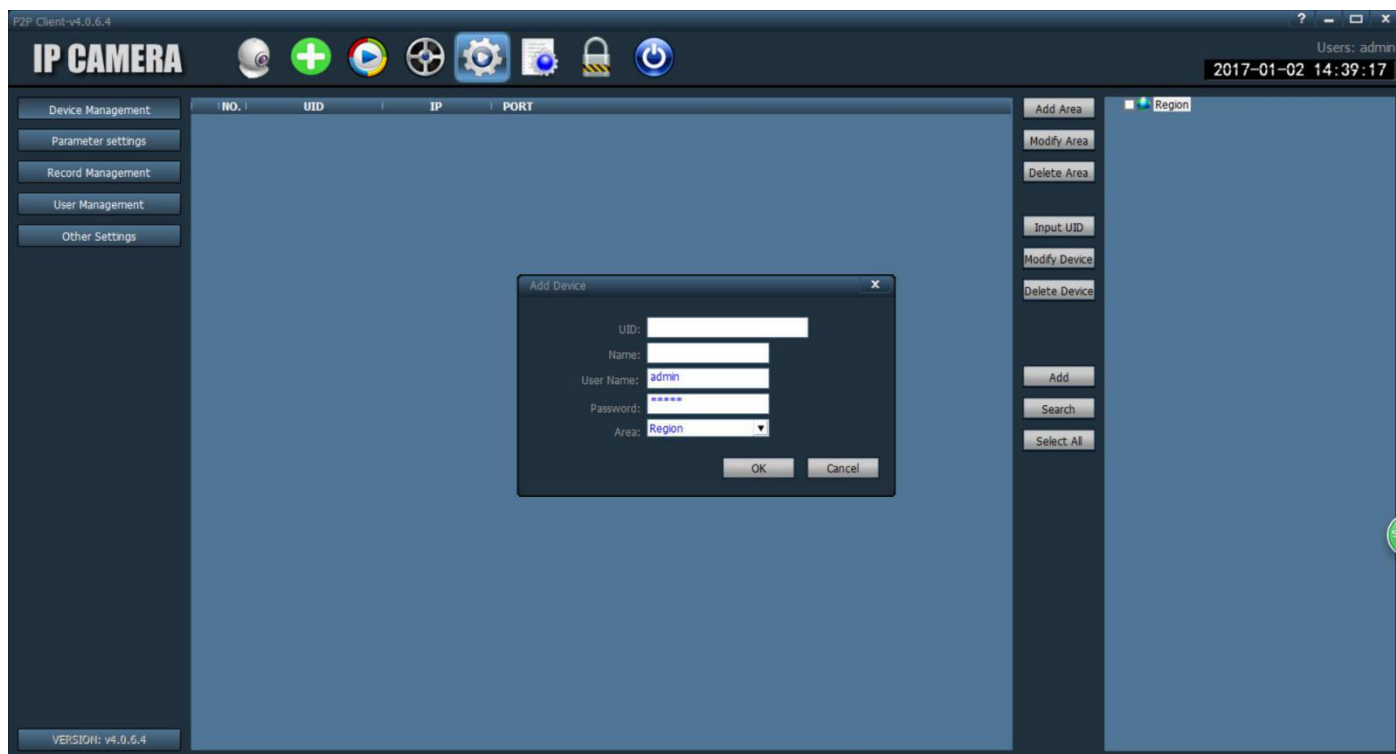 P2P Client-v4.0.6.4
?
IP CAMERA
Users: admin
2017-01-02 14:39:17
Device Management
Parameter settings
Record Management
User Management
Other Settings
NO. UID IP PORT
Add Area
Modify Area
Delete Area
Input UID
Modify Device
Delete Device
Add
Search
Select All
Region
Add Device x
UID:
Name:
User Name: admin
Password: *****
Area: Region
OK Cancel
VERSION: v4.0.6.4